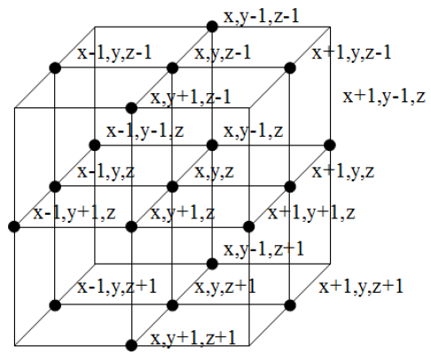 x,y-1,z-1
x-1,y,z-1
x,y,z-1
x+1,y,z-1
x,y+1,z-1
x+1,y-1,z
x-1,y-1,z
x,y-1,z
x-1,y,z
x,y,z
x+1,y,z
x-1,y+1,z
x,y+1,z
x+1,y+1,z
x,y-1,z+1
x-1,y,z+1
x,y,z+1
x+1,y,z+1
x,y+1,z+1